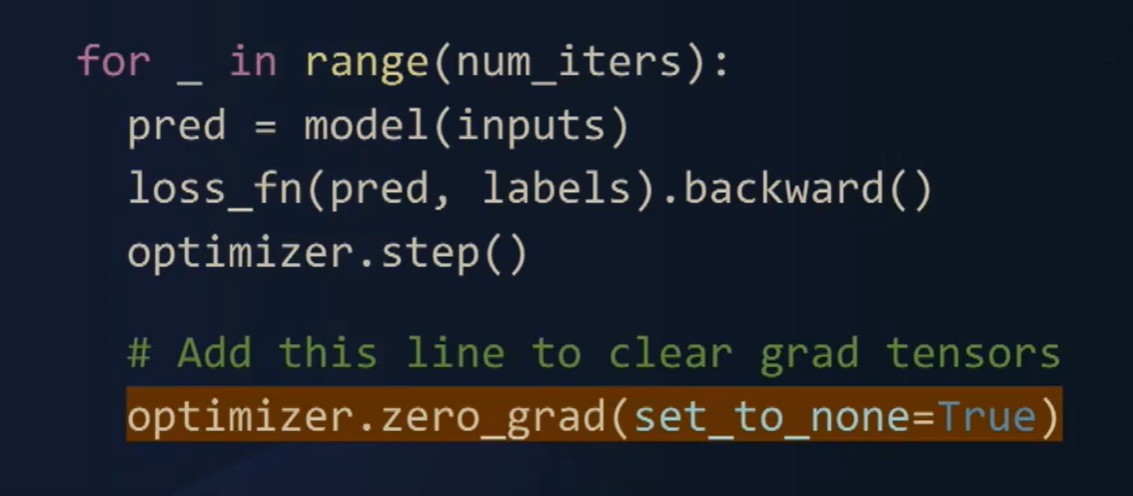 for _ in range(num_iters):
pred = model(inputs)
loss_fn(pred, labels).backward()
optimizer.step()
# Add this line to clear grad tensors
optimizer.zero_grad(set_to_none=True)